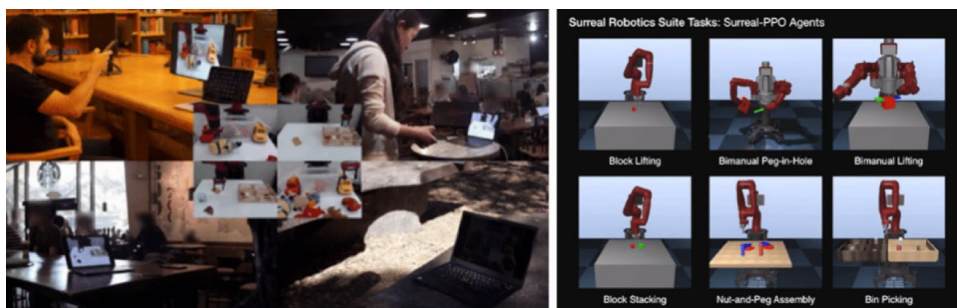 Surreal Robotics Suite Tasks: Surreal-PPO Agents
Block Lifting
Bimanual Peg-in-Hole
Bimanual Lifting
Block Stacking
Nut-and-Peg Assembly
Bin Picking